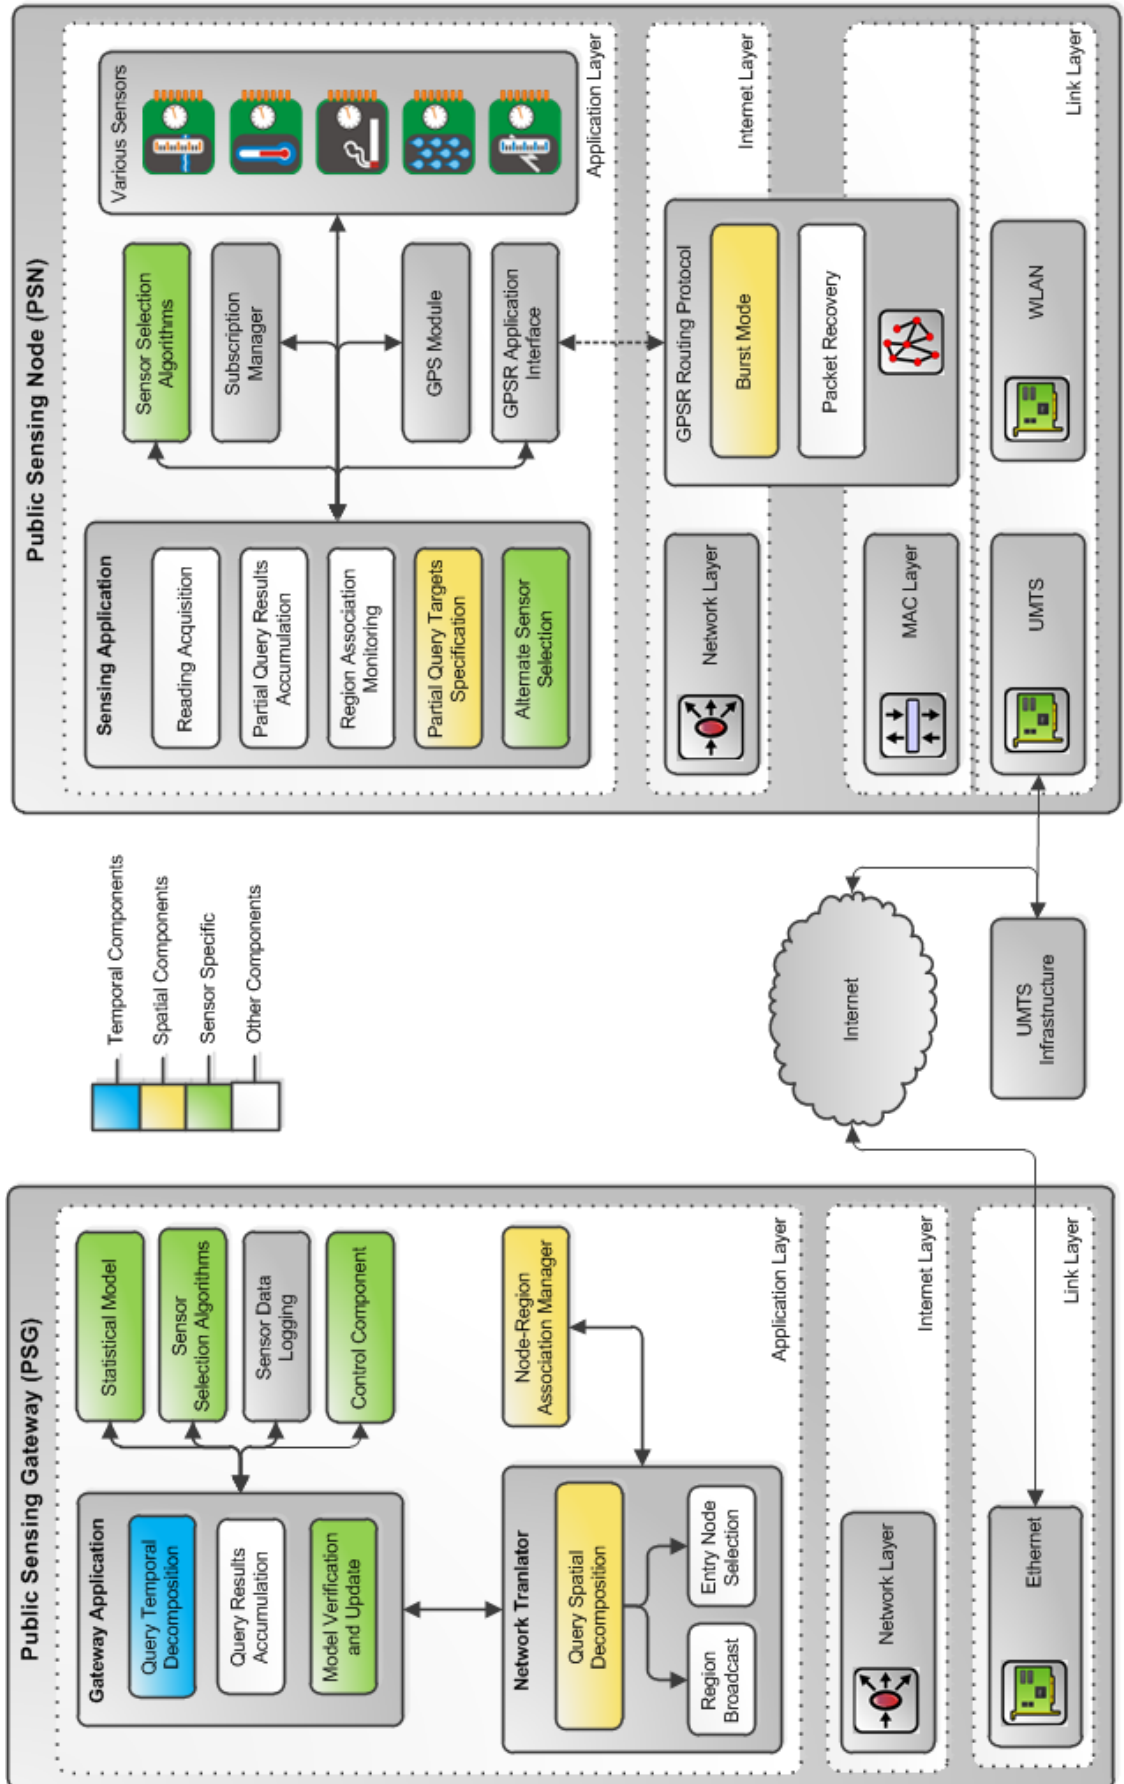 Public Sensing Gateway (PSG)
Gateway Application
Query Temporal
Decomposition
Query Results
Accumulation
Model Verification
and Update
Statistical Model
Sensor
Selection Algorithms
Sensor Data
Logging
Control Component
Network Tranlator
Query Spatial
Decomposition
Region
Broadcast
Entry Node
Selection
Node-Region
Association Manager
Application Layer
Network Layer
Internet Layer
Ethernet
Link Layer
Temporal Components
Spatial Components
Sensor Specific
Other Components
Internet
UMTS
Infrastructure
Public Sensing Node (PSN)
Sensing Application
Reading Acquisition
Partial Query Results
Accumulation
Region Association
Monitoring
Partial Query Targets
Specification
Alternate Sensor
Selection
Sensor Selection
Algorithms
Subscription
Manager
GPS Module
GPSR Application
Interface
Various Sensors
Application Layer
Network Layer
GPSR Routing Protocol
Burst Mode
Packet Recovery
Internet Layer
MAC Layer
UMTS
WLAN
Link Layer